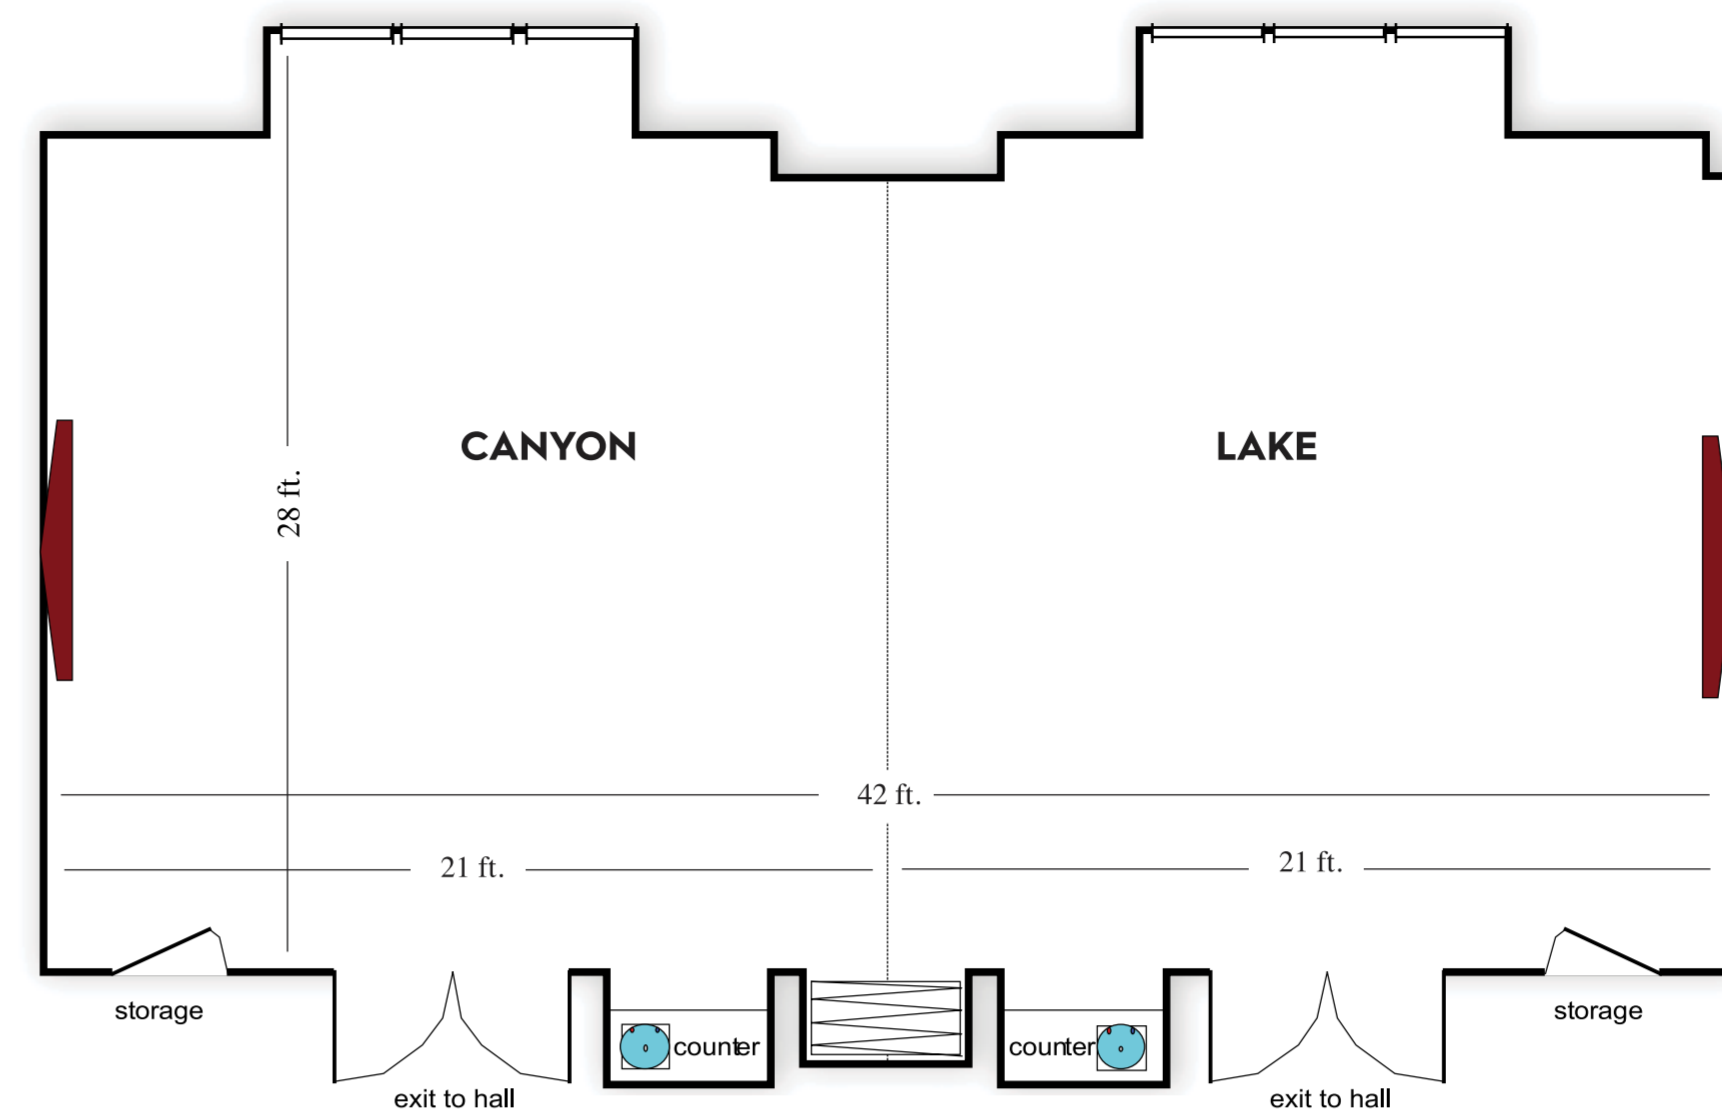 CANYON
LAKE
28 ft.
42 ft.
21 ft.
21 ft.
storage
storage
counter
counter
exit to hall
exit to hall